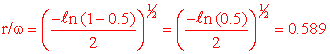 r/ω = (−ℓn (1 − 0.5) / 2)^½ = (−ℓn (0.5) / 2)^½ = 0.589